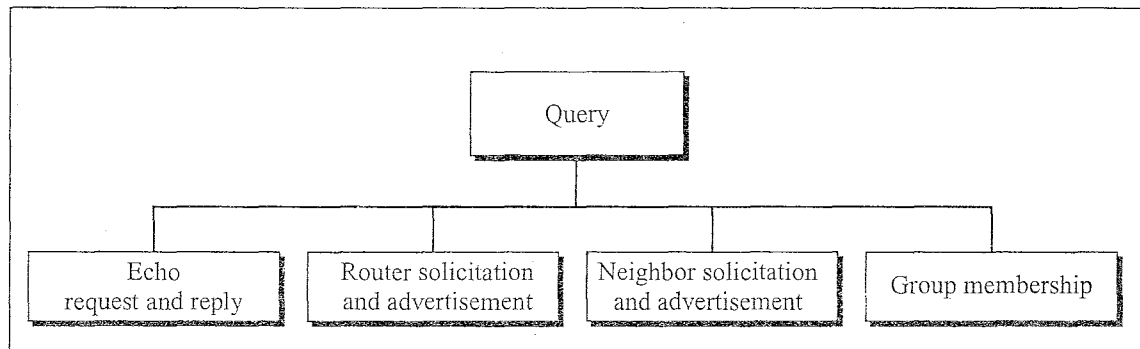 Query
Echo
request and reply
Router solicitation
and advertisement
Neighbor solicitation
and advertisement
Group membership